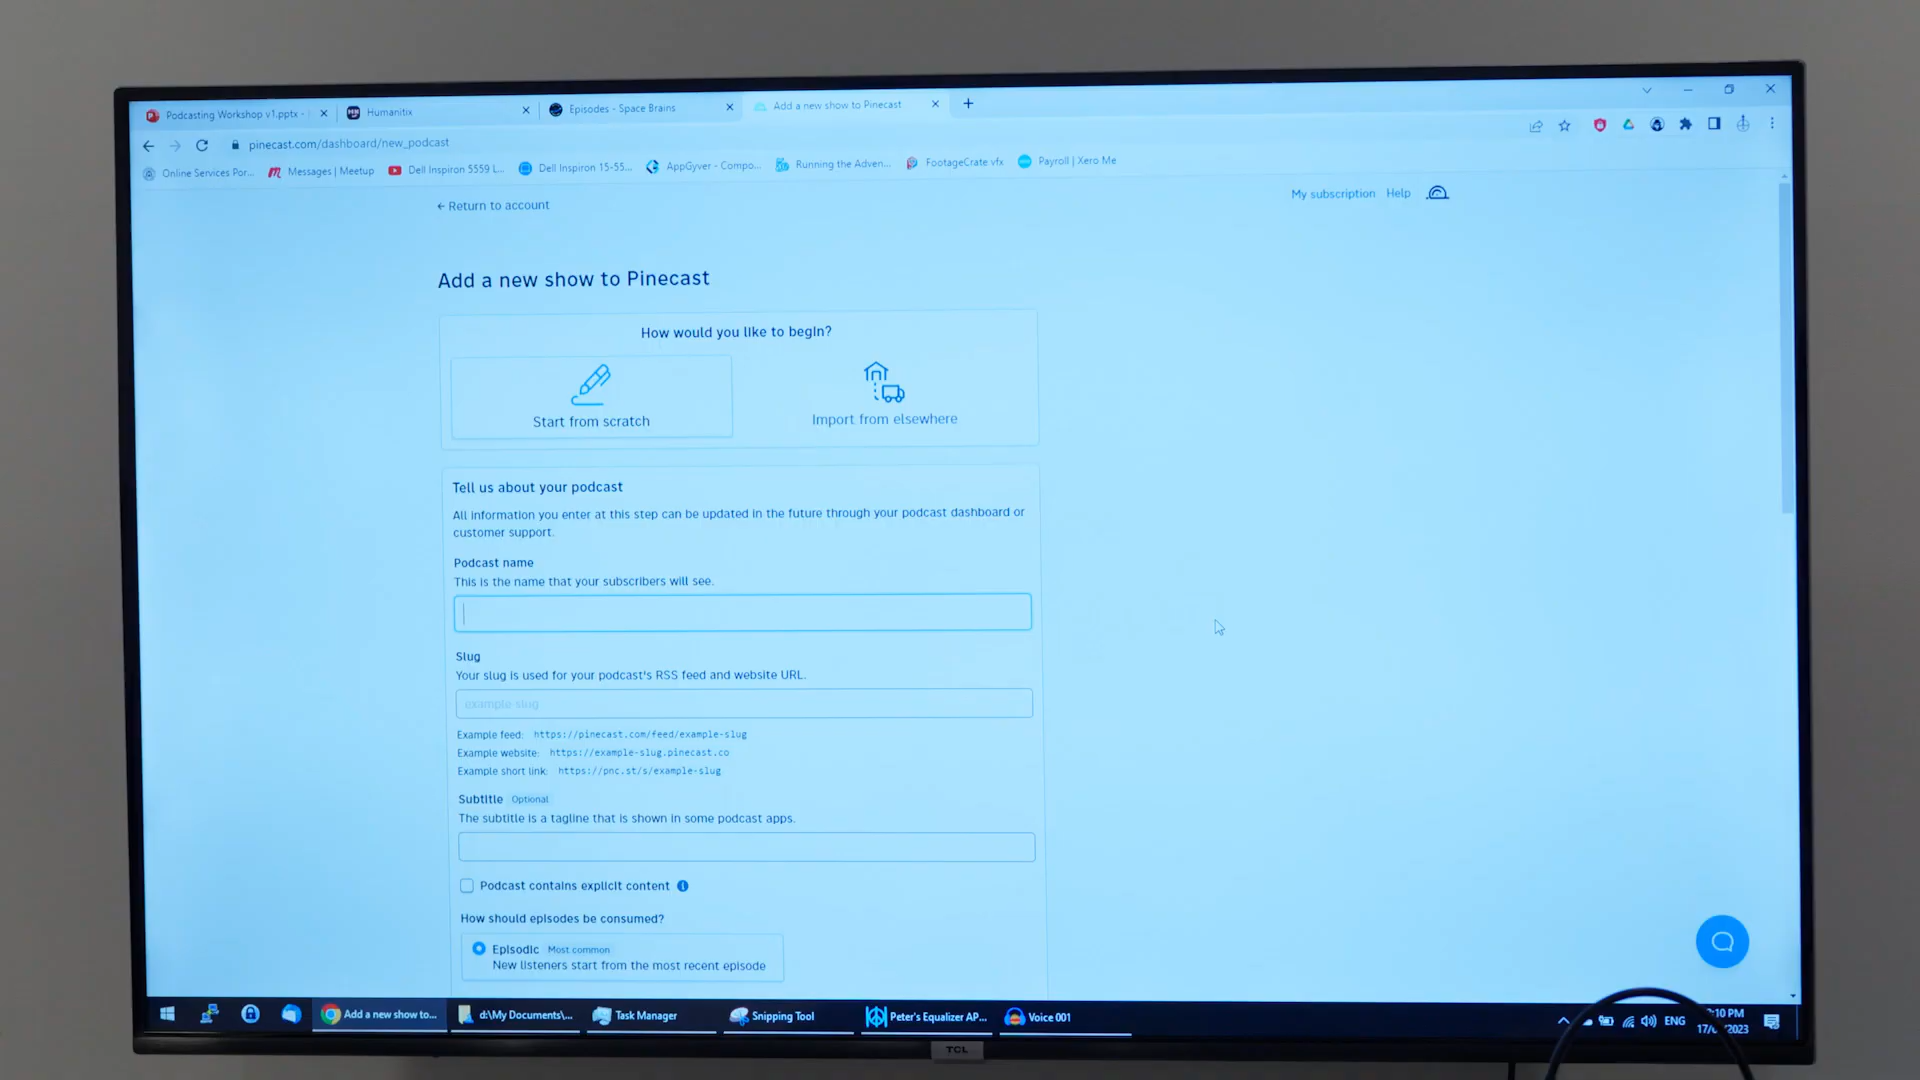 Podcasting Workshop v1.pptx -
Humanitix
Episodes - Space Brains
Add a new show to Pinecast
pinecast.com/dashboard/new_podcast
Online Services Por...
Messages | Meetup
Dell Inspiron 5559 L...
Dell Inspiron 15-55...
AppGyver - Compo...
Running the Adven...
FootageCrate vfx
Payroll | Xero Me
← Return to account
My subscription Help
Add a new show to Pinecast
How would you like to begin?
Start from scratch
Import from elsewhere
Tell us about your podcast
All information you enter at this step can be updated in the future through your podcast dashboard or
customer support.
Podcast name
This is the name that your subscribers will see.
Slug
Your slug is used for your podcast's RSS feed and website URL.
example-slug
Example feed: https://pinecast.com/feed/example-slug
Example website: https://example-slug.pinecast.co
Example short link: https://pnc.st/s/example-slug
Subtitle Optional
The subtitle is a tagline that is shown in some podcast apps.
Podcast contains explicit content
How should episodes be consumed?
Episodic Most common
New listeners start from the most recent episode
Add a new show to...
d:\My Documents\...
Task Manager
Snipping Tool
Peter's Equalizer AP...
Voice 001
ENG
:10 PM
TCL